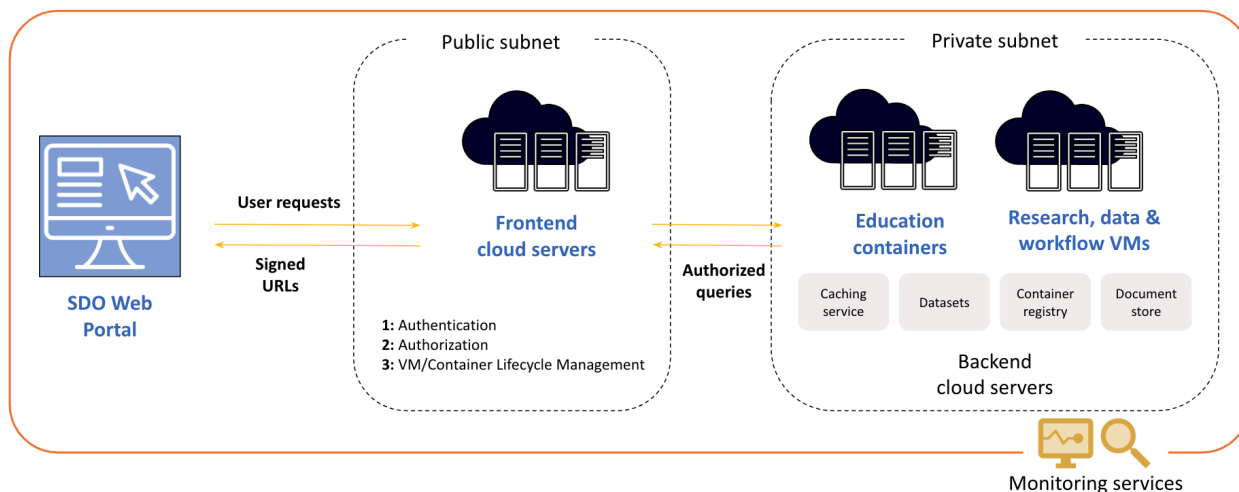 Public subnet
Private subnet
User requests
Signed
URLs
SDO Web
Portal
Frontend
cloud servers
1: Authentication
2: Authorization
3: VM/Container Lifecycle Management
Authorized
queries
Education
containers
Research, data &
workflow VMs
Caching
service
Datasets
Container
registry
Document
store
Backend
cloud servers
Monitoring services